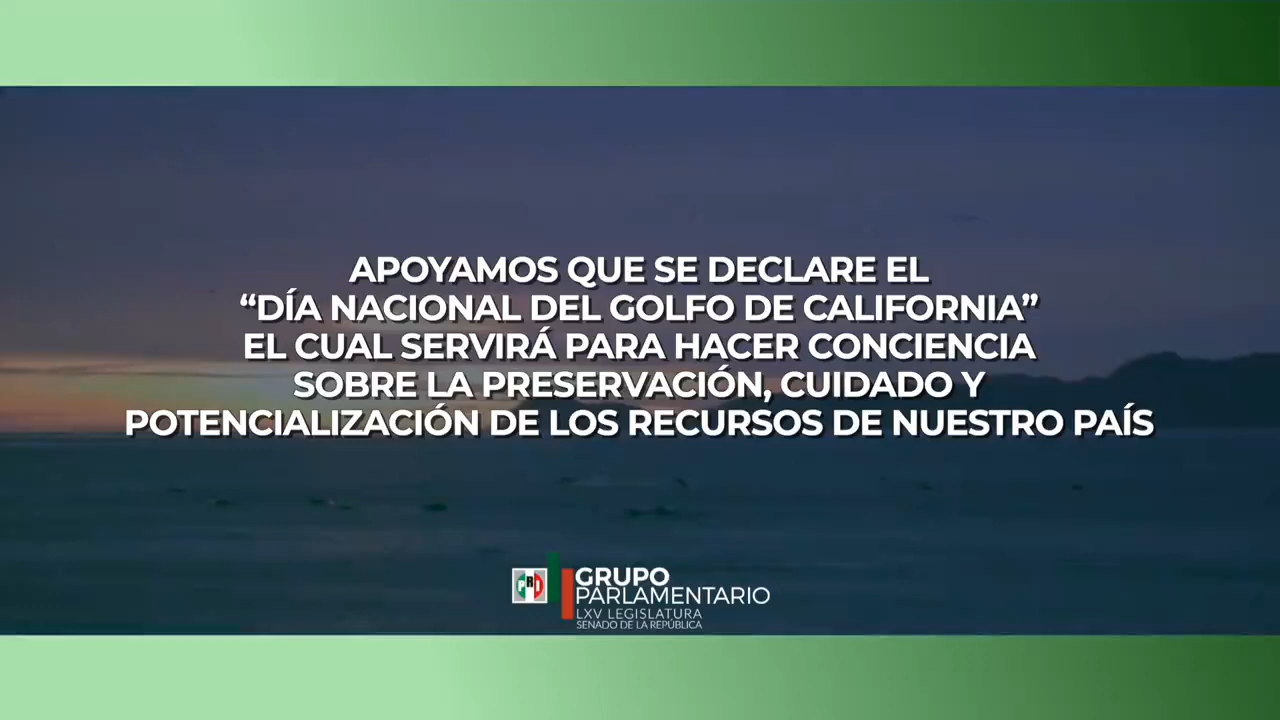 APOYAMOS QUE SE DECLARE EL
“DÍA NACIONAL DEL GOLFO DE CALIFORNIA”
EL CUAL SERVIRÁ PARA HACER CONCIENCIA
SOBRE LA PRESERVACIÓN, CUIDADO Y
POTENCIALIZACIÓN DE LOS RECURSOS DE NUESTRO PAÍS
PRI
GRUPO
PARLAMENTARIO
LXV LEGISLATURA
SENADO DE LA REPÚBLICA